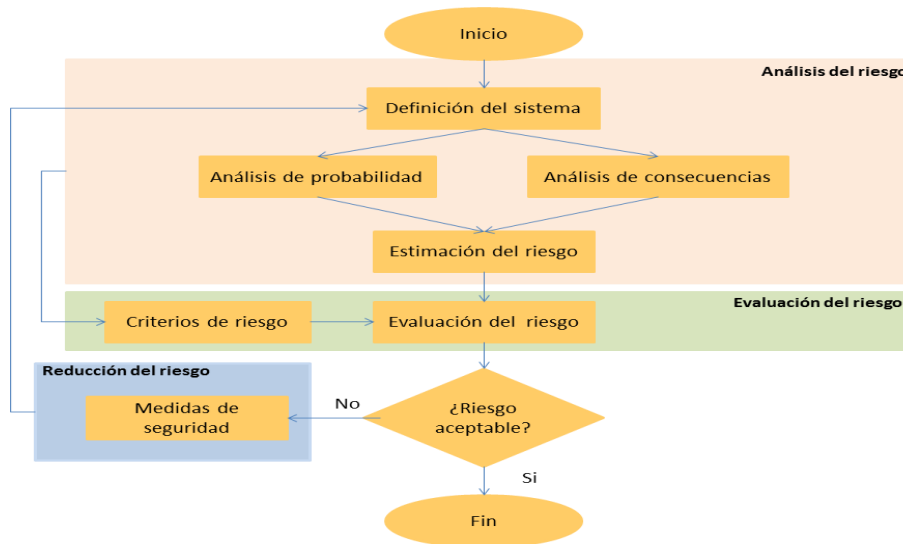 Inicio
Análisis del riesgo
Definición del sistema
Análisis de probabilidad
Análisis de consecuencias
Estimación del riesgo
Evaluación del riesgo
Criterios de riesgo
Evaluación del riesgo
Reducción del riesgo
Medidas de
seguridad
No
¿Riesgo
aceptable?
Si
Fin